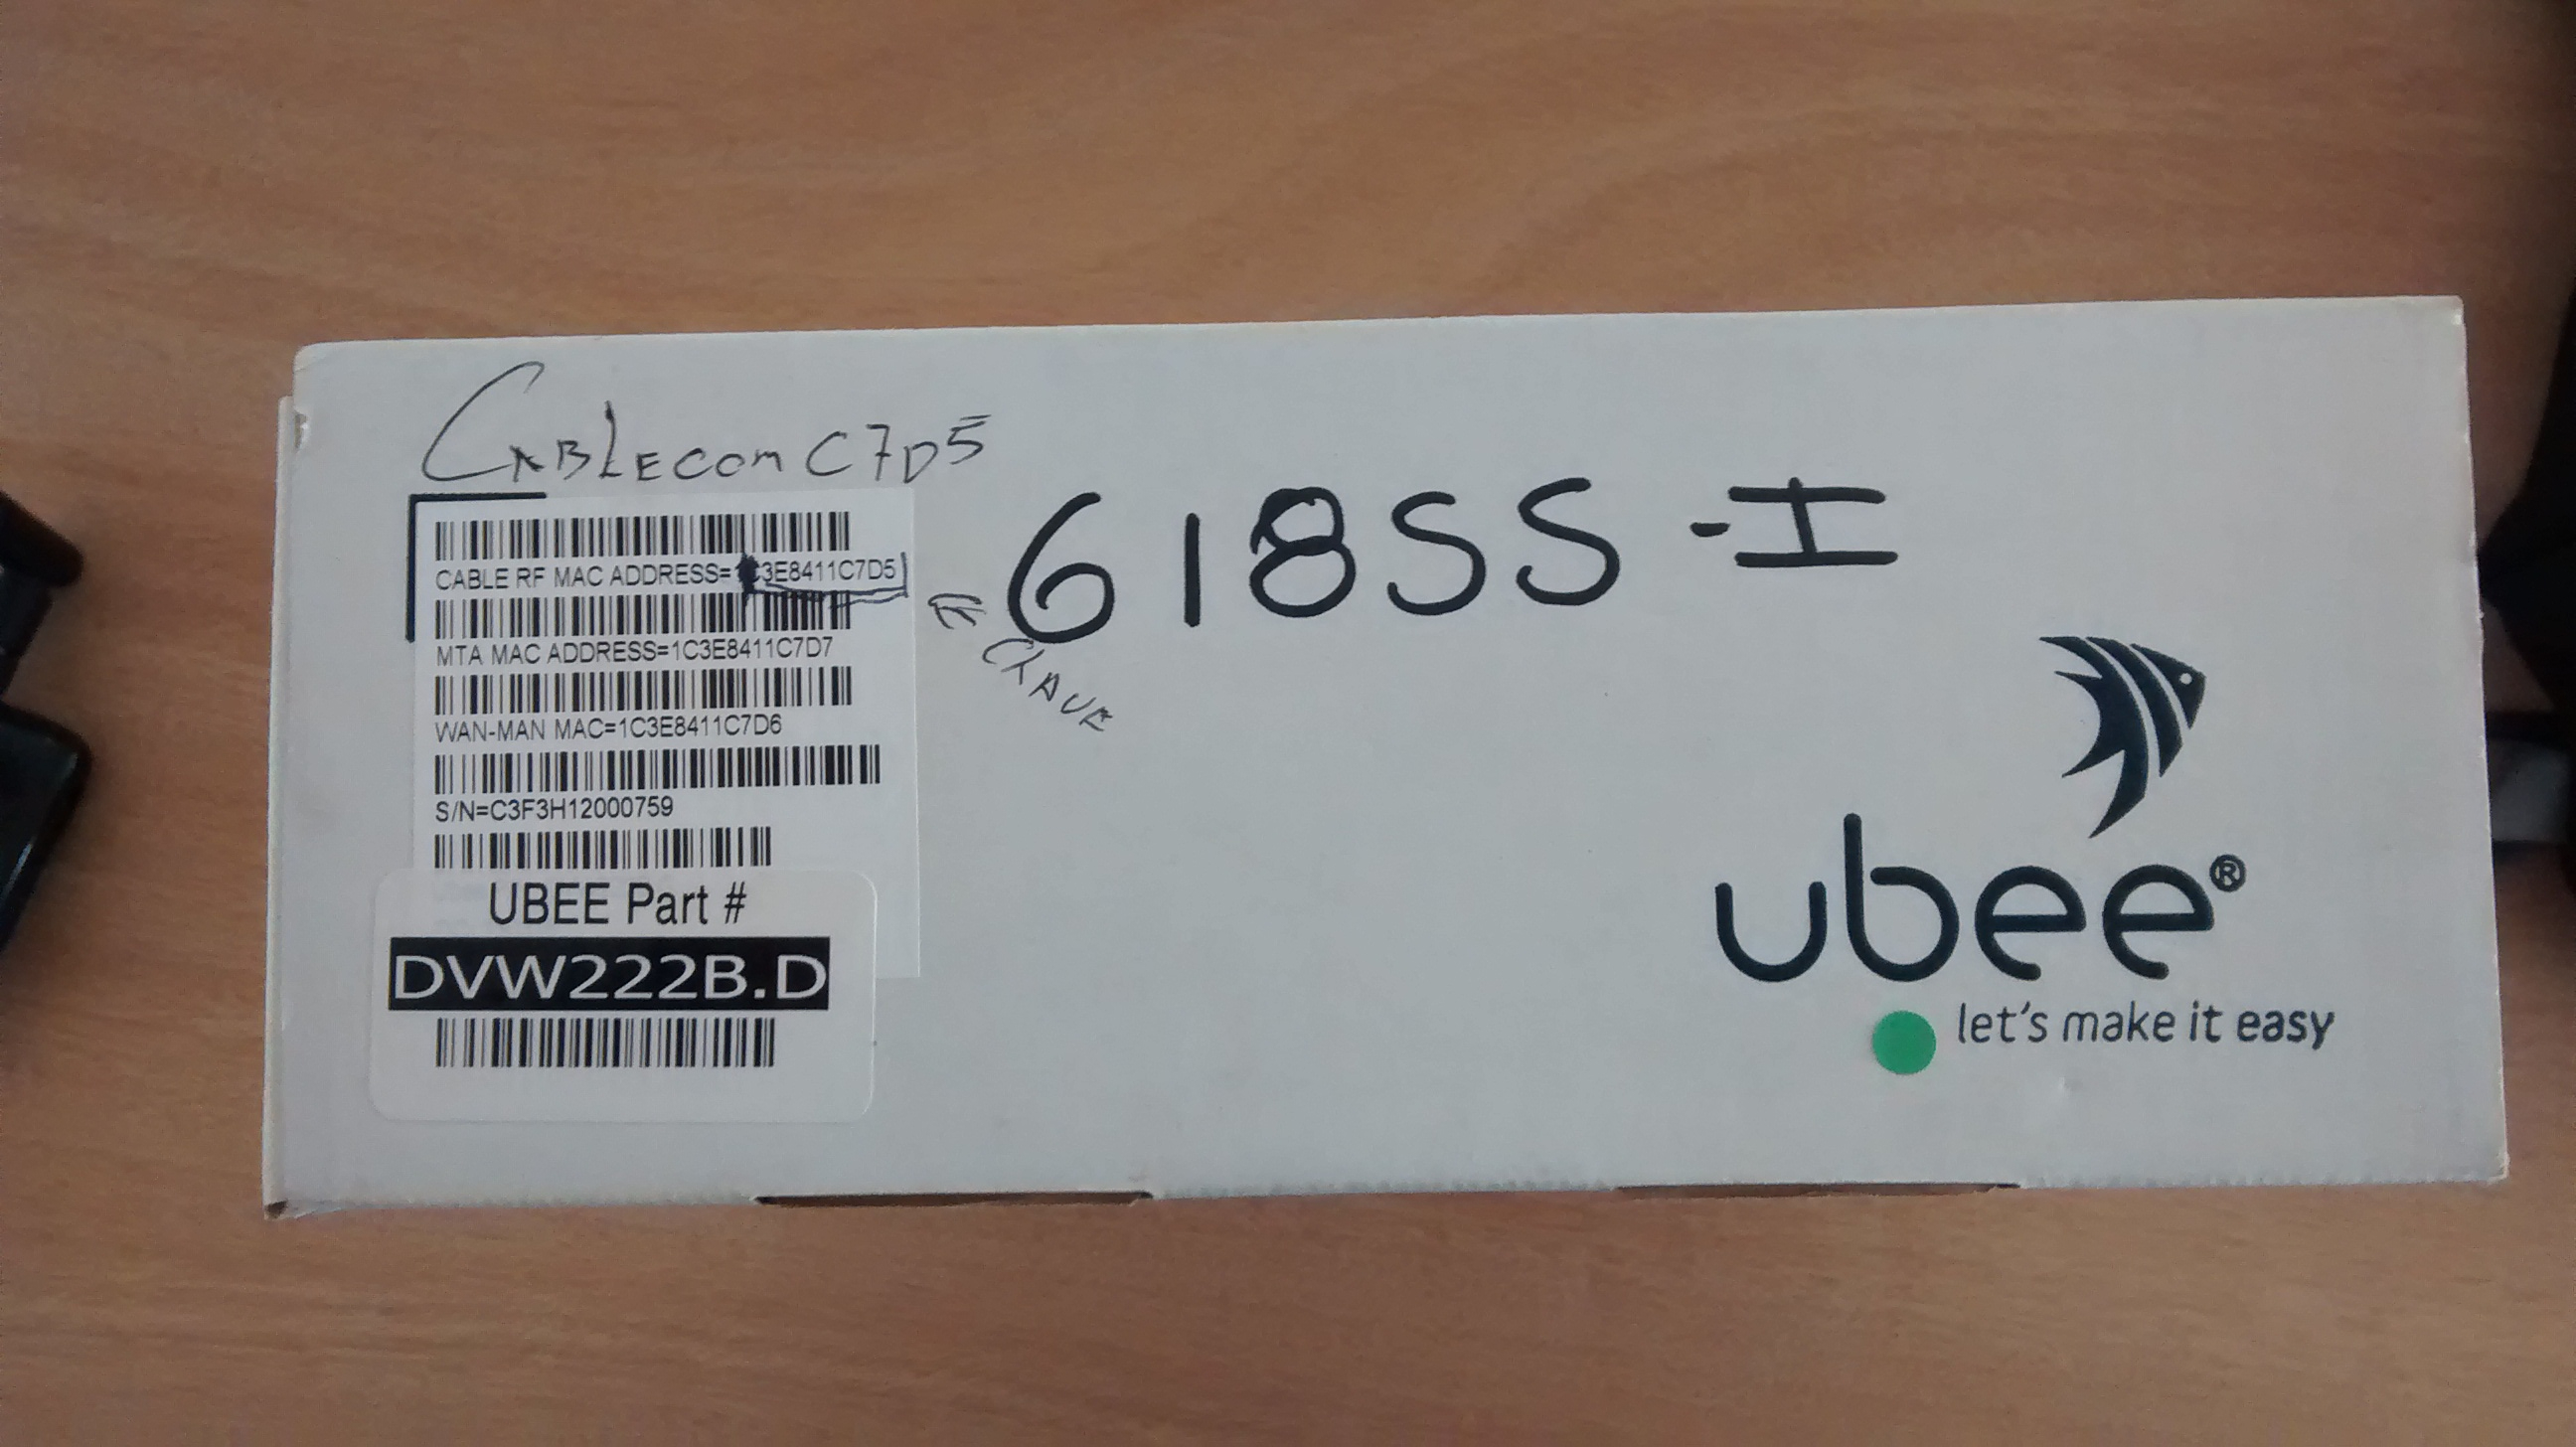 CABLECOM C7D5
61855-I
CABLE RF MAC ADDRESS=1C3E8411C7D5
CLAVE
MTA MAC ADDRESS=1C3E8411C7D7
WAN-MAN MAC=1C3E8411C7D6
S/N=C3F3H12000759
UBEE Part #
DVW222B.D
ubee®
let's make it easy